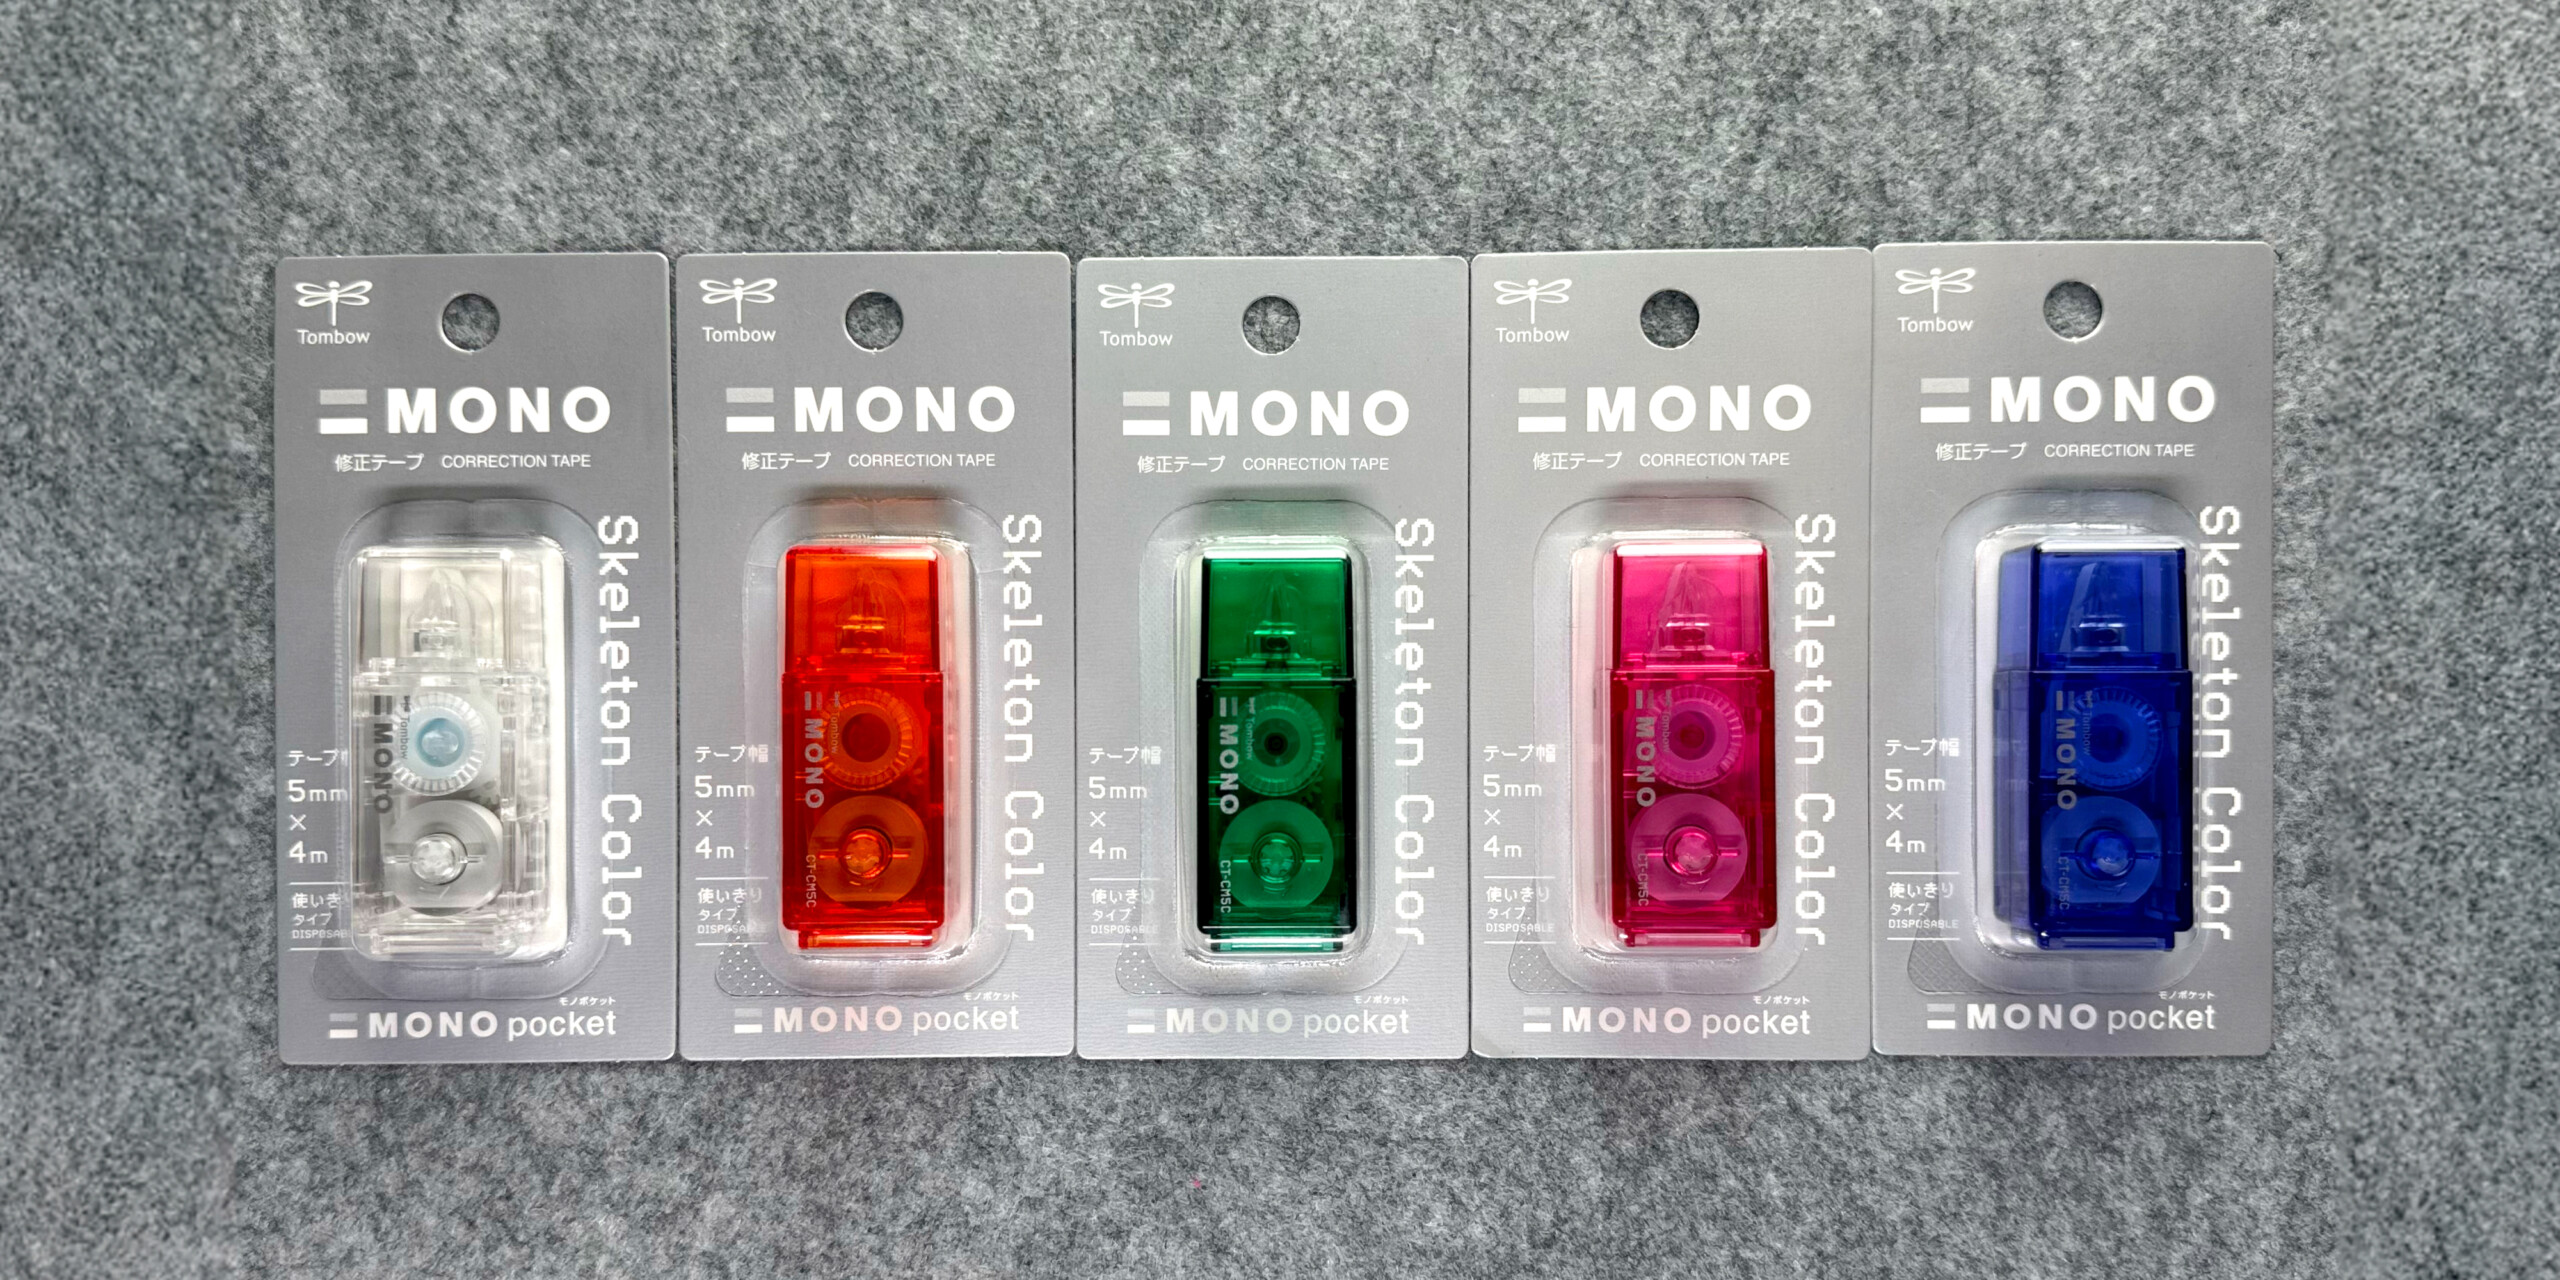 Tombow
MONO
修正テープ CORRECTION TAPE
Skeleton Color
Tombow
MONO
テープ
5mm
×
4m
使いき
タイプ
モノポケット
MONO pocket
Tombow
MONO
修正テープ CORRECTION TAPE
Skeleton Color
Tombow
MONO
CT-CM5C
テープ幅
5mm
×
4m
使いきり
タイプ
DISPOSABLE
モノポケット
MONO pocket
Tombow
MONO
修正テープ CORRECTION TAPE
Skeleton Color
Tombow
MONO
CT-CM5C
テープ幅
5mm
×
4m
使いきり
タイプ
DISPOSABLE
モノポケット
MONO pocket
Tombow
MONO
修正テープ CORRECTION TAPE
Skeleton Color
Tombow
MONO
CT-CM5C
テープ幅
5mm
×
4m
使いきり
タイプ
DISPOSABLE
モノポケット
MONO pocket
Tombow
MONO
修正テープ CORRECTION TAPE
Skeleton Color
Tombow
MONO
CT-CM5C
テープ幅
5mm
×
4m
使いきり
タイプ
DISPOSABLE
モノポケット
MONO pocket